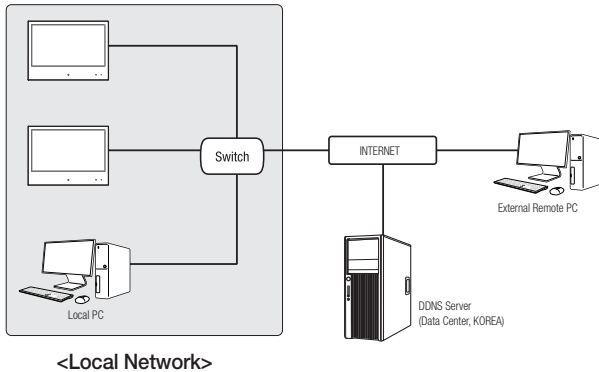 Switch
INTERNET
External Remote PC
Local PC
DDNS Server
(Data Center, KOREA)
<Local Network>